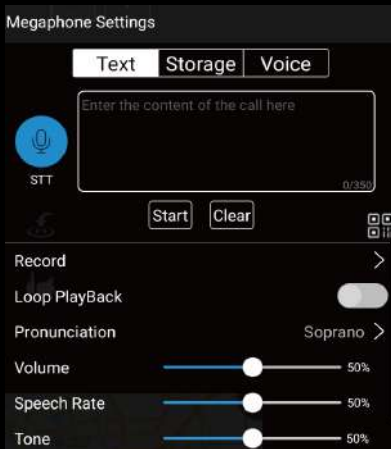 Megaphone Settings
Text Storage Voice
Enter the content of the call here
STT
0/350
Start Clear
Record
Loop PlayBack
Pronunciation Soprano
Volume 50%
Speech Rate 50%
Tone 50%